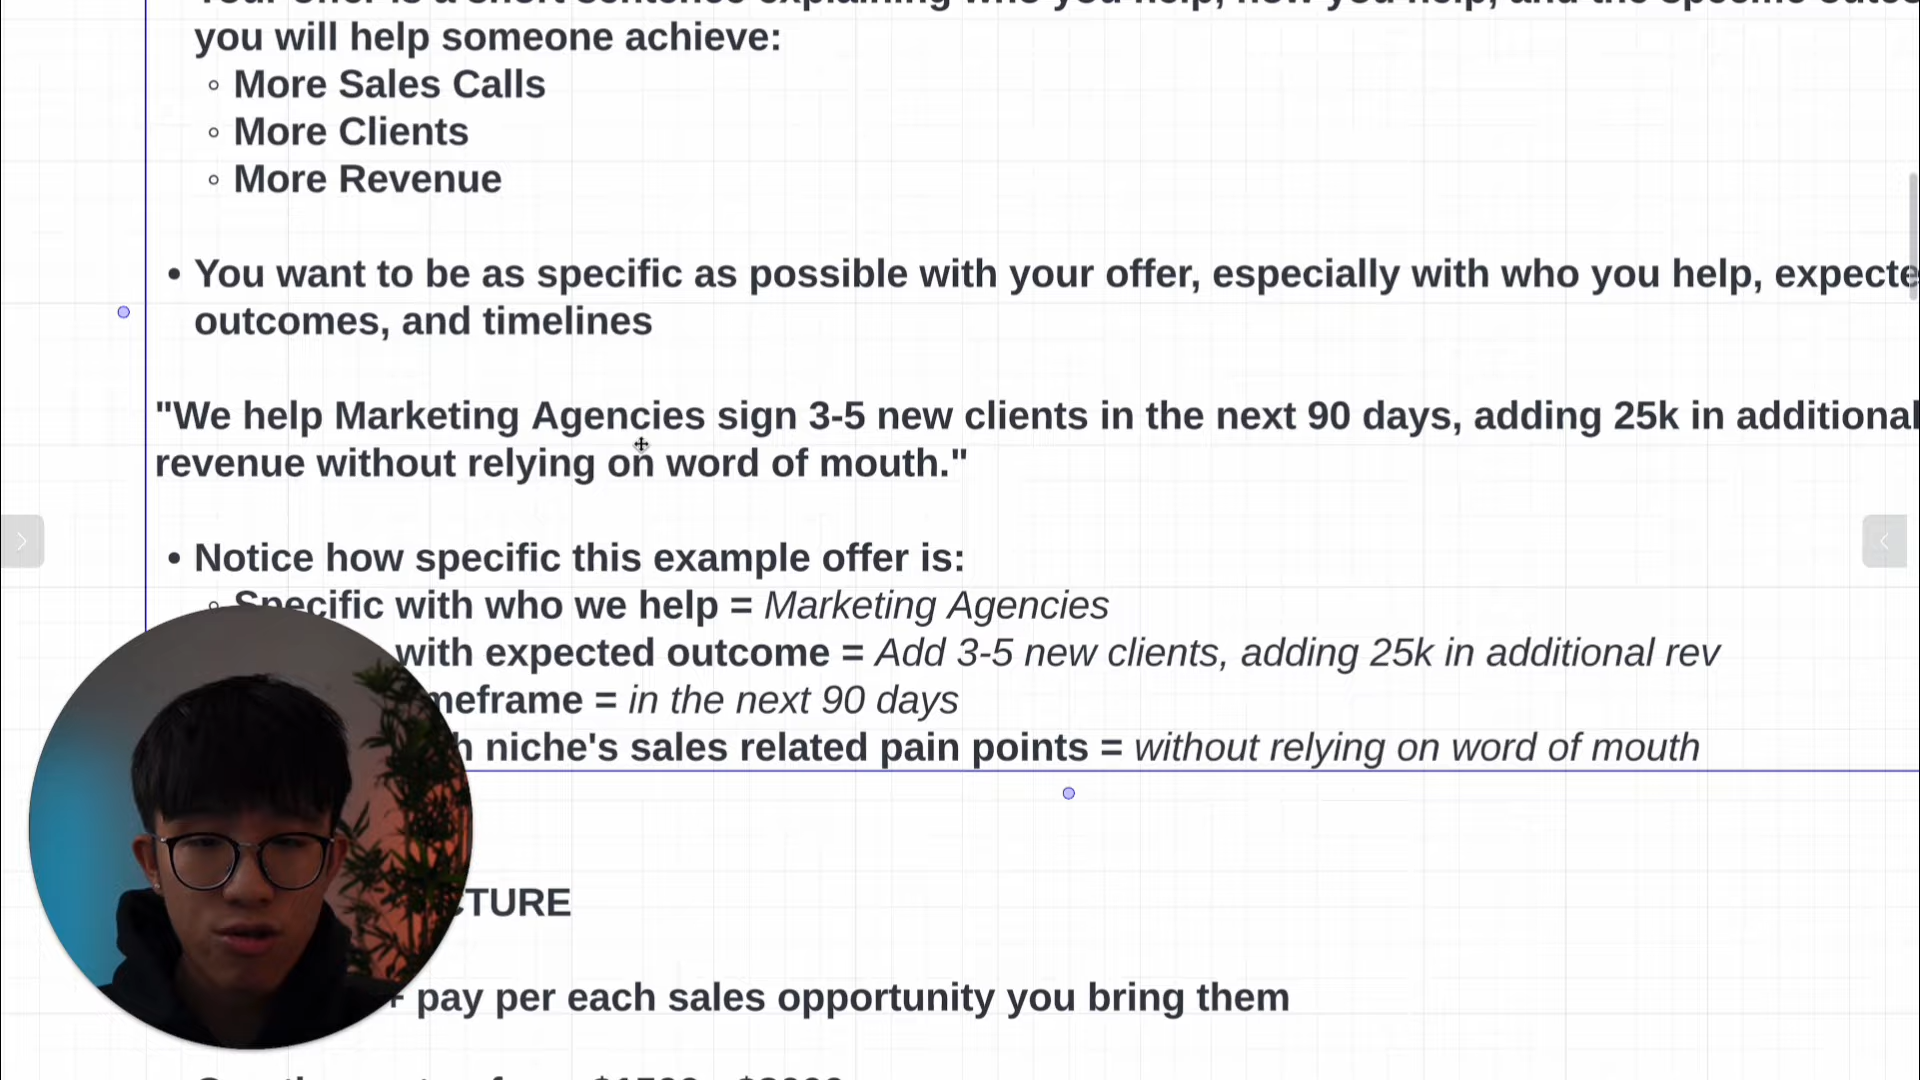 you will help someone achieve:
◦ More Sales Calls
◦ More Clients
◦ More Revenue
• You want to be as specific as possible with your offer, especially with who you help,
outcomes, and timelines
"We help Marketing Agencies sign 3-5 new clients in the next 90 days, adding 25k in additional
revenue without relying on word of mouth."
• Notice how specific this example offer is:
◦ Specific with who we help = Marketing Agencies
with expected outcome = Add 3-5 new clients, adding 25k in additional rev
= in the next 90 days
niche's sales related pain points = without relying on word of mouth
+ pay per each sales opportunity you bring them